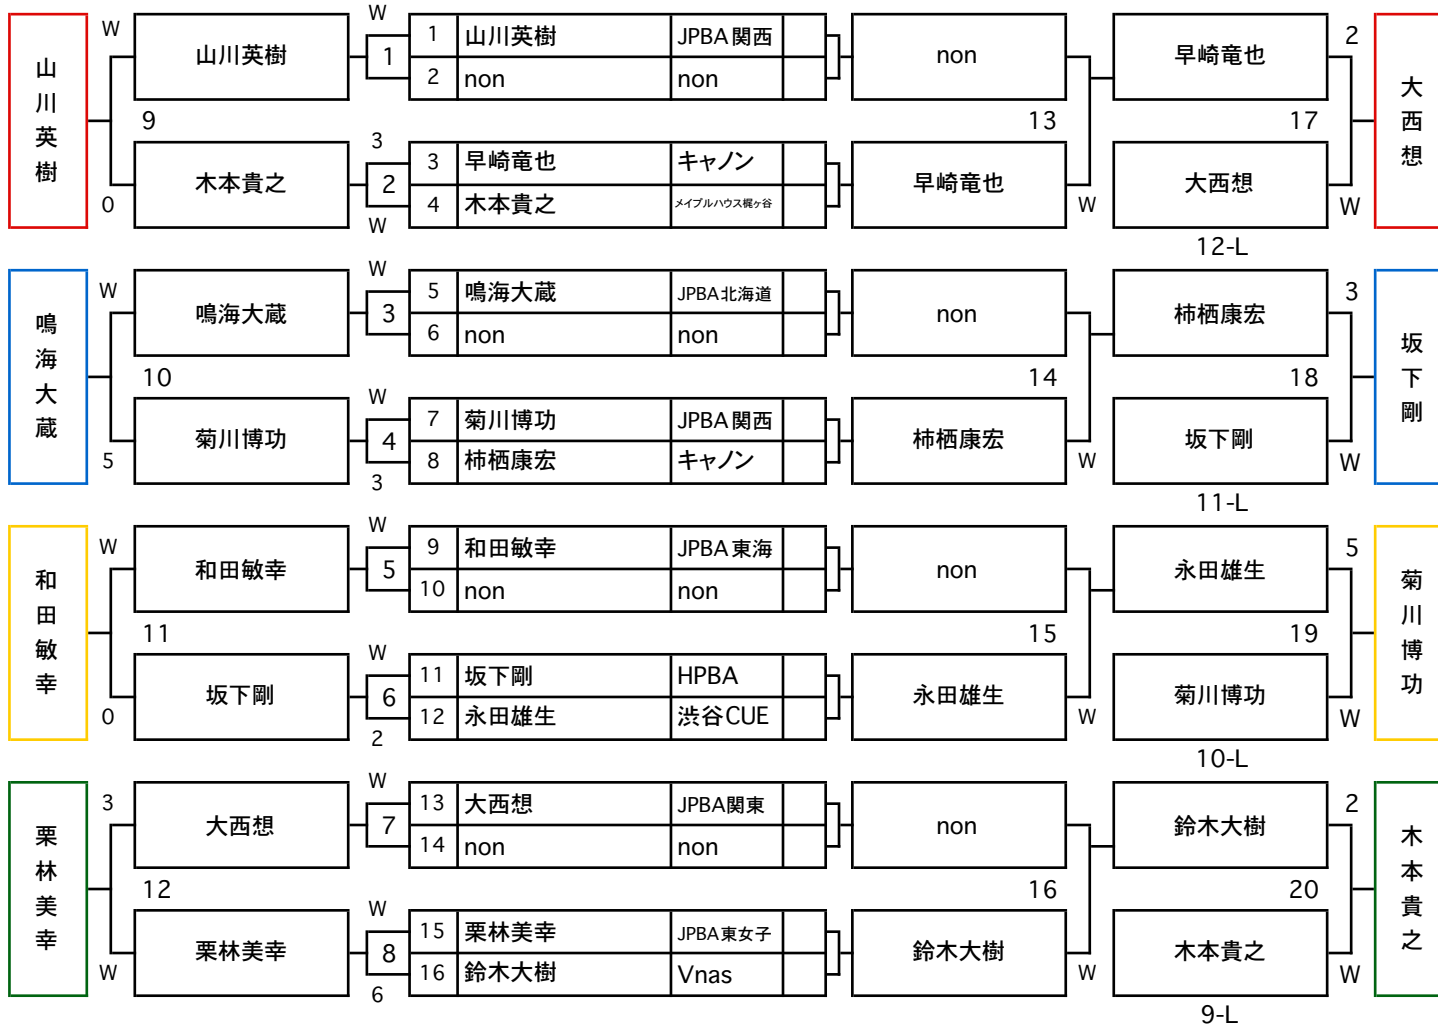 山川英樹
W
山川英樹
9
木本貴之
0
W
1
3
2
W
1 山川英樹 JPBA関西
2 non non
3 早崎竜也 キャノン
4 木本貴之 メイプルハウス梶ヶ谷
non
13
早崎竜也
W
早崎竜也
17
大西想
12-L
2
W
大西想
鳴海大蔵
W
鳴海大蔵
10
菊川博功
5
W
3
W
4
3
5 鳴海大蔵 JPBA北海道
6 non non
7 菊川博功 JPBA関西
8 柿栖康宏 キャノン
non
14
柿栖康宏
W
柿栖康宏
18
坂下剛
11-L
3
W
坂下剛
和田敏幸
W
和田敏幸
11
坂下剛
0
W
5
W
6
2
9 和田敏幸 JPBA東海
10 non non
11 坂下剛 HPBA
12 永田雄生 渋谷CUE
non
15
永田雄生
W
永田雄生
19
菊川博功
10-L
5
W
菊川博功
栗林美幸
3
大西想
12
栗林美幸
W
W
7
W
8
6
13 大西想 JPBA関東
14 non non
15 栗林美幸 JPBA東女子
16 鈴木大樹 Vnas
non
16
鈴木大樹
W
鈴木大樹
20
木本貴之
9-L
2
W
木本貴之